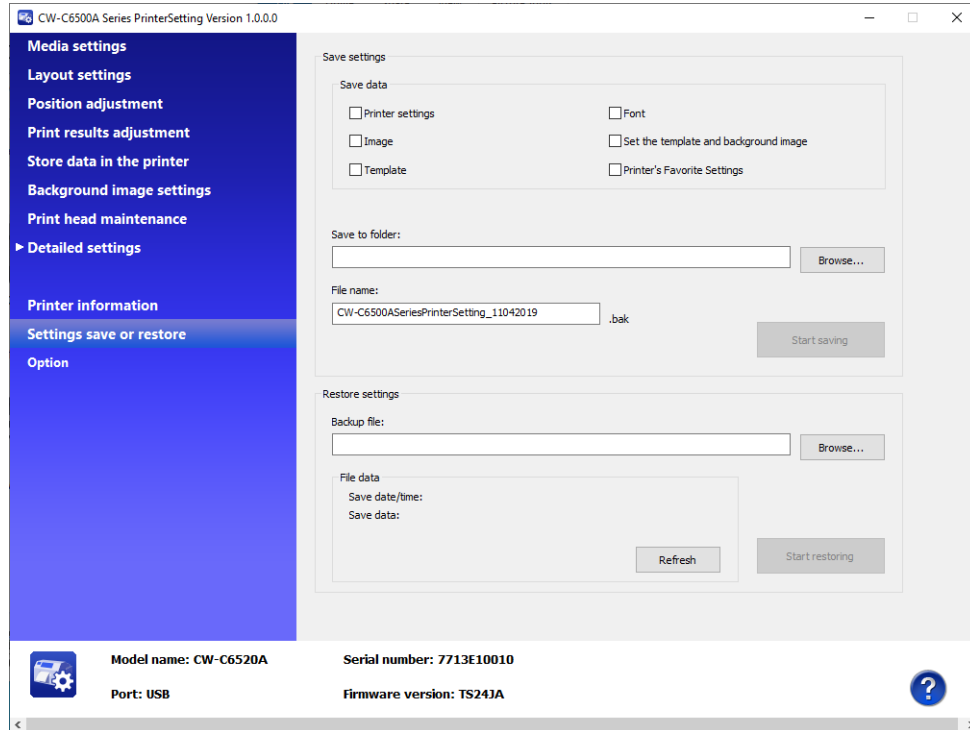 CW-C6500A Series PrinterSetting Version 1.0.0.0
Media settings
Layout settings
Position adjustment
Print results adjustment
Store data in the printer
Background image settings
Print head maintenance
Detailed settings
Printer information
Settings save or restore
Option
Save settings
Save data
Printer settings
Font
Image
Set the template and background image
Template
Printer's Favorite Settings
Save to folder:
Browse...
File name:
CW-C6500ASeriesPrinterSetting_11042019
.bak
Start saving
Restore settings
Backup file:
Browse...
File data
Save date/time:
Save data:
Refresh
Start restoring
Model name: CW-C6520A
Serial number: 7713E10010
Port: USB
Firmware version: TS24JA
?